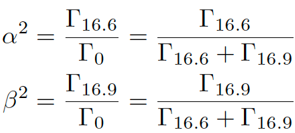 α² = Γ₁₆.₆ / Γ₀ = Γ₁₆.₆ / (Γ₁₆.₆ + Γ₁₆.₉)
β² = Γ₁₆.₉ / Γ₀ = Γ₁₆.₉ / (Γ₁₆.₆ + Γ₁₆.₉)